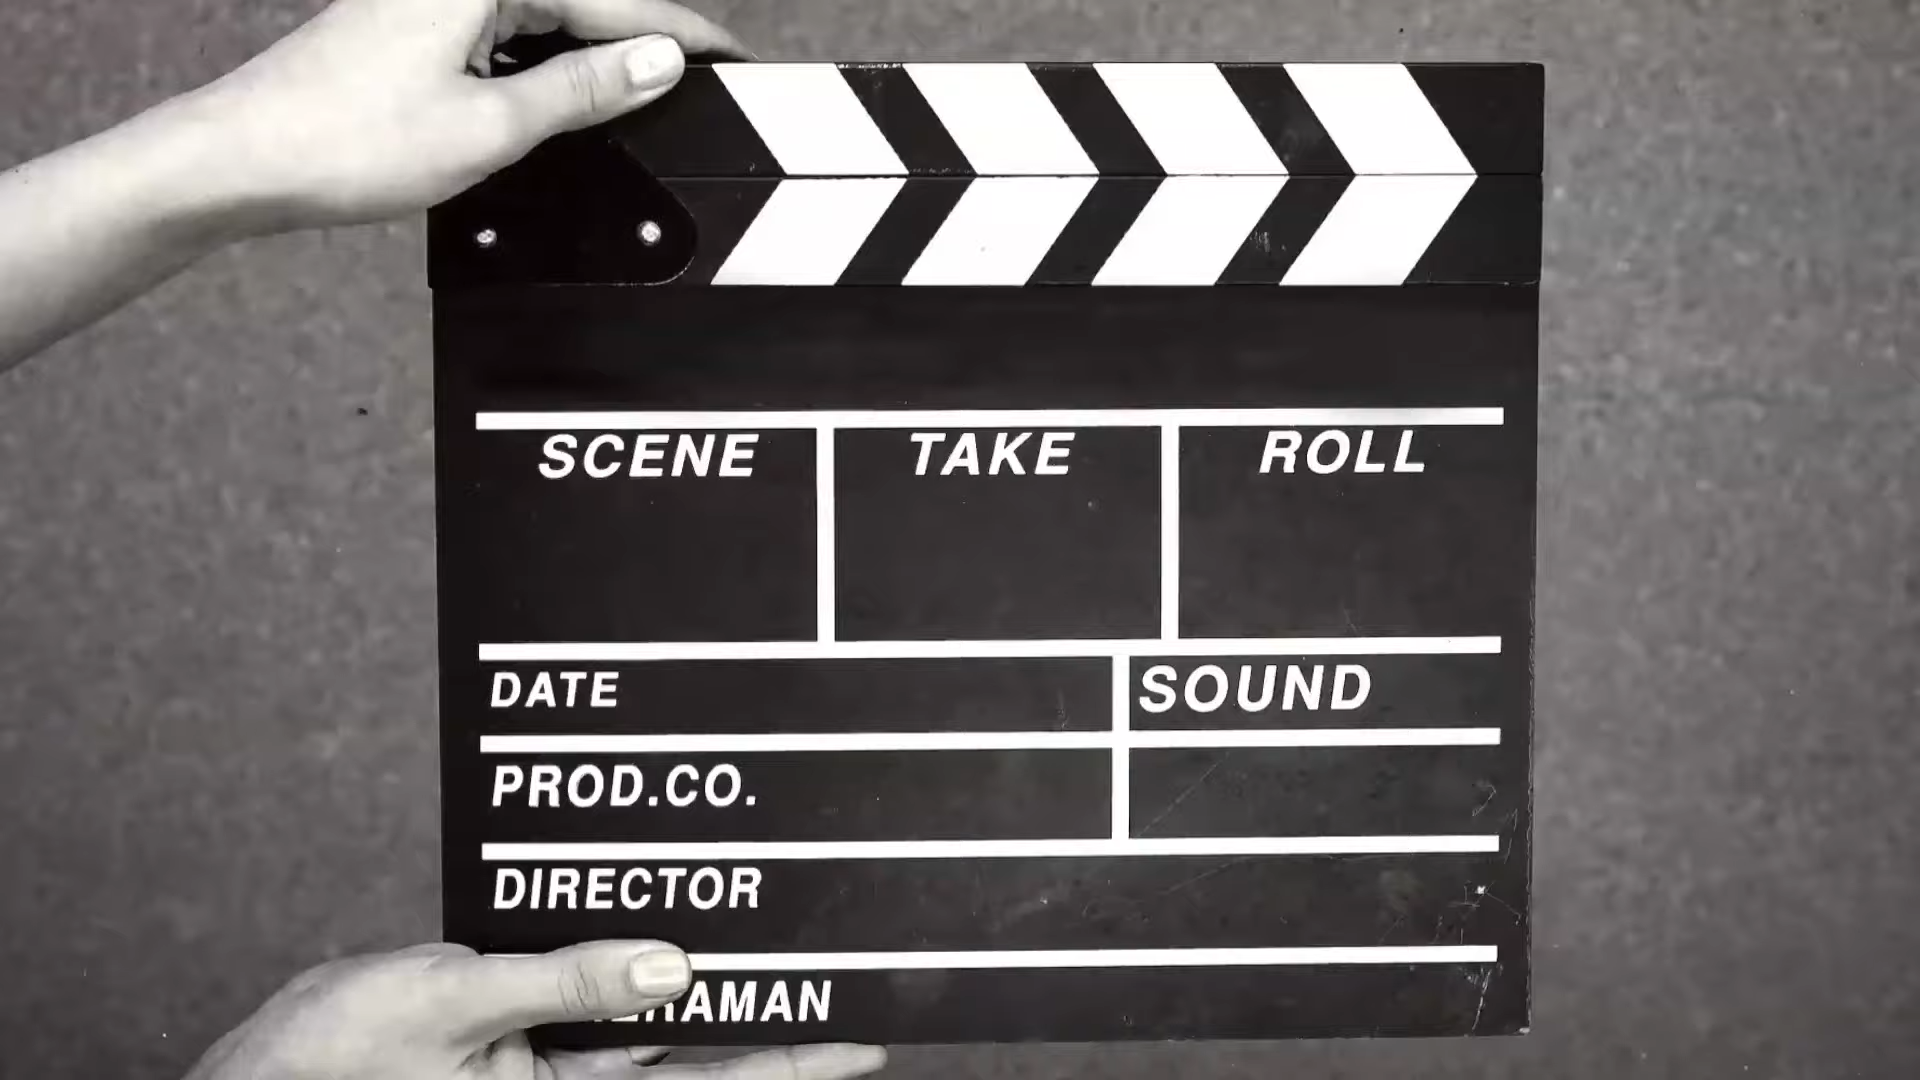 SCENE TAKE ROLL
DATE SOUND
PROD.CO.
DIRECTOR